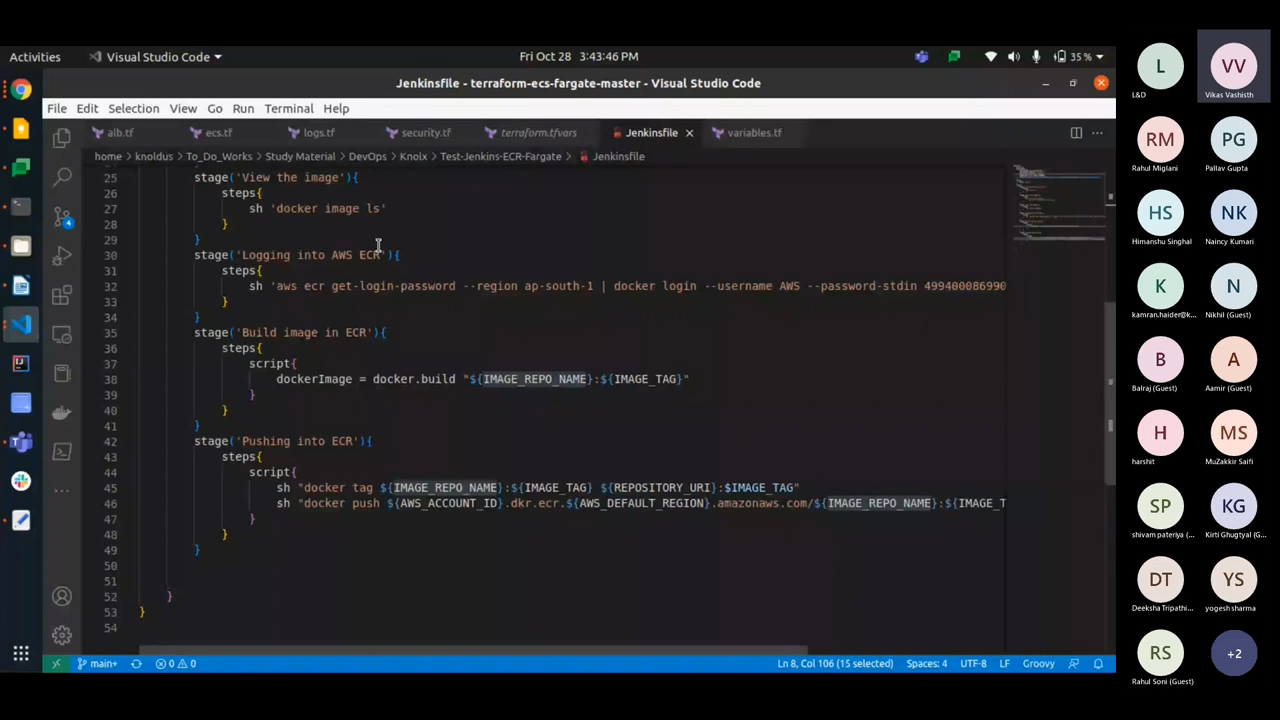 Activities
Visual Studio Code
Fri Oct 28 3:43:46 PM
35 %
Jenkinsfile - terraform-ecs-fargate-master - Visual Studio Code
File Edit Selection View Go Run Terminal Help
alb.tf ecs.tf logs.tf security.tf terraform.tfvars Jenkinsfile variables.tf
home > knoldus > To_Do_Works > Study Material > DevOps > Knolx > Test-Jenkins-ECR-Fargate > Jenkinsfile
25 stage('View the image'){
26 steps{
27 sh 'docker image ls'
28 }
29 }
30 stage('Logging into AWS ECR'){
31 steps{
32 sh 'aws ecr get-login-password --region ap-south-1 | docker login --username AWS --password-stdin 499400086990
33 }
34 }
35 stage('Build image in ECR'){
36 steps{
37 script{
38 dockerImage = docker.build "${IMAGE_REPO_NAME}:${IMAGE_TAG}"
39 }
40 }
41 }
42 stage('Pushing into ECR'){
43 steps{
44 script{
45 sh "docker tag ${IMAGE_REPO_NAME}:${IMAGE_TAG} ${REPOSITORY_URI}:$IMAGE_TAG"
46 sh "docker push ${AWS_ACCOUNT_ID}.dkr.ecr.${AWS_DEFAULT_REGION}.amazonaws.com/${IMAGE_REPO_NAME}:${IMAGE_T
47 }
48 }
49 }
50
51
52 }
53 }
54
4
main+
0 0
Ln 8, Col 106 (15 selected) Spaces: 4 UTF-8 LF Groovy
L VV
L&D Vikas Vashisth
RM PG
Rahul Miglani Pallav Gupta
HS NK
Himanshu Singhal Naincy Kumari
K N
kamran.haider@k... Nikhil (Guest)
B A
Balraj (Guest) Aamir (Guest)
H MS
harshit MuZakkir Saifi
SP KG
shivam pateriya (... Kirti Ghugtyal (G...
DT YS
Deeksha Tripathi... yogesh sharma
RS +2
Rahul Soni (Guest)